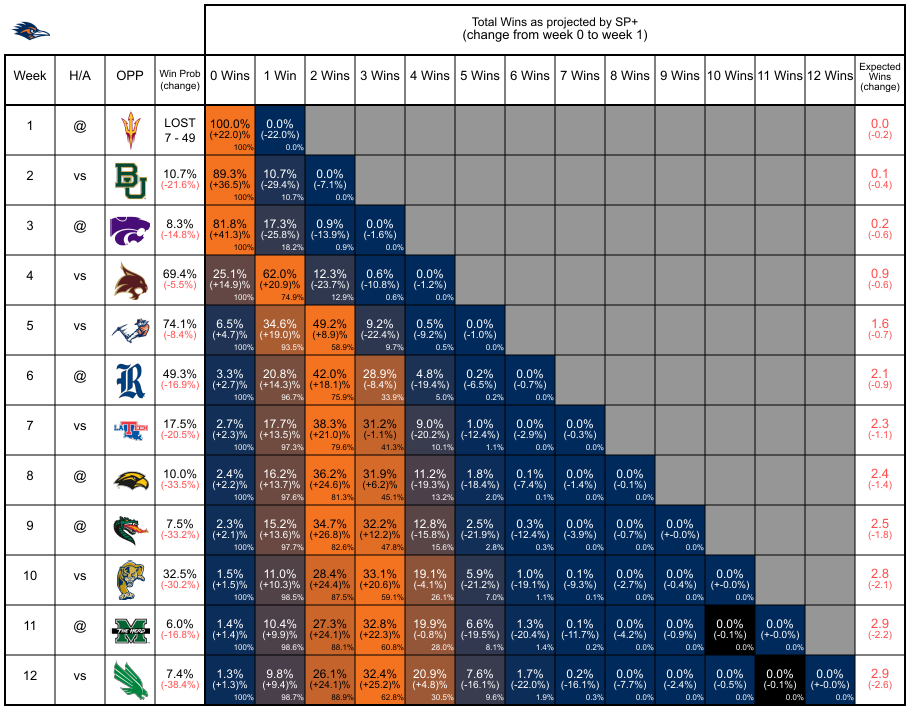 Total Wins as projected by SP+
(change from week 0 to week 1)
Week H/A OPP Win Prob (change) 0 Wins 1 Win 2 Wins 3 Wins 4 Wins 5 Wins 6 Wins 7 Wins 8 Wins 9 Wins 10 Wins 11 Wins 12 Wins Expected Wins (change)
1 @ LOST 100.0% 0.0% 0.0
7 - 49 (+22.0)% (-22.0%) (-0.2)
100% 0.0%
2 vs BU 10.7% 89.3% 10.7% 0.0% 0.1
(-21.6%) (+36.5)% (-29.4%) (-7.1%) (-0.4)
100% 10.7% 0.0%
3 @ 8.3% 81.8% 17.3% 0.9% 0.0% 0.2
(-14.8%) (+41.3)% (-25.8%) (-13.9%) (-1.6%) (-0.6)
100% 18.2% 0.9% 0.0%
4 vs 69.4% 25.1% 62.0% 12.3% 0.6% 0.0% 0.9
(-5.5%) (+14.9)% (+20.9)% (-23.7%) (-10.8%) (-1.2%) (-0.6)
100% 74.9% 12.9% 0.6% 0.0%
5 vs 74.1% 6.5% 34.6% 49.2% 9.2% 0.5% 0.0% 1.6
(-8.4%) (+4.7)% (+19.0)% (+8.9)% (-22.4%) (-9.2%) (-1.0%) (-0.7)
100% 93.5% 58.9% 9.7% 0.5% 0.0%
6 @ R 49.3% 3.3% 20.8% 42.0% 28.9% 4.8% 0.2% 0.0% 2.1
(-16.9%) (+2.7)% (+14.3)% (+18.1)% (-8.4%) (-19.4%) (-6.5%) (-0.7%) (-0.9)
100% 96.7% 75.9% 33.9% 5.0% 0.2% 0.0%
7 vs LA TECH 17.5% 2.7% 17.7% 38.3% 31.2% 9.0% 1.0% 0.0% 0.0% 2.3
(-20.5%) (+2.3)% (+13.5)% (+21.0)% (-1.1%) (-20.2%) (-12.4%) (-2.9%) (-0.3%) (-1.1)
100% 97.3% 79.6% 41.3% 10.1% 1.1% 0.0% 0.0%
8 @ 10.0% 2.4% 16.2% 36.2% 31.9% 11.2% 1.8% 0.1% 0.0% 0.0% 2.4
(-33.5%) (+2.2)% (+13.7)% (+24.6)% (+6.2)% (-19.3%) (-18.4%) (-7.4%) (-1.4%) (-0.1%) (-1.4)
100% 97.6% 81.3% 45.1% 13.2% 2.0% 0.1% 0.0% 0.0%
9 @ 7.5% 2.3% 15.2% 34.7% 32.2% 12.8% 2.5% 0.3% 0.0% 0.0% 0.0% 2.5
(-33.2%) (+2.1)% (+13.6)% (+26.8)% (+12.2)% (-15.8%) (-21.9%) (-12.4%) (-3.9%) (-0.7%) (+-0.0)% (-1.8)
100% 97.7% 82.6% 47.8% 15.6% 2.8% 0.3% 0.0% 0.0% 0.0%
10 vs 32.5% 1.5% 11.0% 28.4% 33.1% 19.1% 5.9% 1.0% 0.1% 0.0% 0.0% 0.0% 2.8
(-30.2%) (+1.5)% (+10.3)% (+24.4)% (+20.6)% (-4.1%) (-21.2%) (-19.1%) (-9.3%) (-2.7%) (-0.4%) (+-0.0)% (-2.1)
100% 98.5% 87.5% 59.1% 26.1% 7.0% 1.1% 0.1% 0.0% 0.0% 0.0%
11 @ M THE HERD 6.0% 1.4% 10.4% 27.3% 32.8% 19.9% 6.6% 1.3% 0.1% 0.0% 0.0% 0.0% 0.0% 2.9
(-16.8%) (+1.4)% (+9.9)% (+24.1)% (+22.3)% (-0.8%) (-19.5%) (-20.4%) (-11.7%) (-4.2%) (-0.9%) (-0.1%) (+-0.0)% (-2.2)
100% 98.6% 88.1% 60.8% 28.0% 8.1% 1.4% 0.2% 0.0% 0.0% 0.0% 0.0%
12 vs 7.4% 1.3% 9.8% 26.1% 32.4% 20.9% 7.6% 1.7% 0.2% 0.0% 0.0% 0.0% 0.0% 0.0% 2.9
(-38.4%) (+1.3)% (+9.4)% (+24.1)% (+25.2)% (+4.8)% (-16.1%) (-22.0%) (-16.1%) (-7.7%) (-2.4%) (-0.5%) (-0.1%) (+-0.0)% (-2.6)
100% 98.7% 88.9% 62.8% 30.5% 9.6% 1.9% 0.3% 0.0% 0.0% 0.0% 0.0% 0.0%